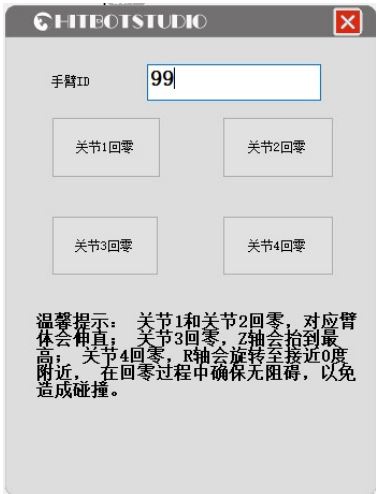 HITBOTSTUDIO
手臂ID 99
关节1回零 关节2回零
关节3回零 关节4回零
温馨提示： 关节1和关节2回零，对应臂
体会伸直； 关节3回零，Z轴会抬到最
高； 关节4回零，R轴会旋转至接近0度
附近， 在回零过程中确保无阻碍，以免
造成碰撞。